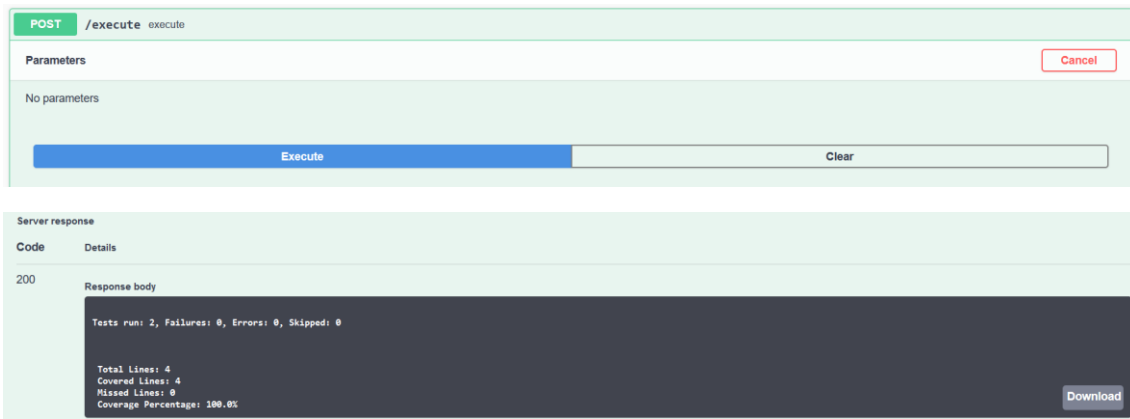 POST /execute execute
Parameters Cancel
No parameters
Execute Clear
Server response
Code Details
200
Response body
Tests run: 2, Failures: 0, Errors: 0, Skipped: 0
Total Lines: 4
Covered Lines: 4
Missed Lines: 0
Coverage Percentage: 100.0%
Download